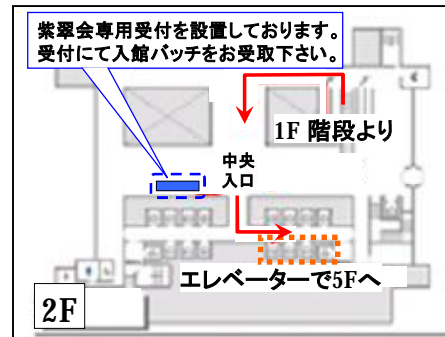 紫翠会専用受付を設置しております。
受付にて入館バッチをお受取下さい。
1F 階段より
中央
入口
エレベーターで5Fへ
2F